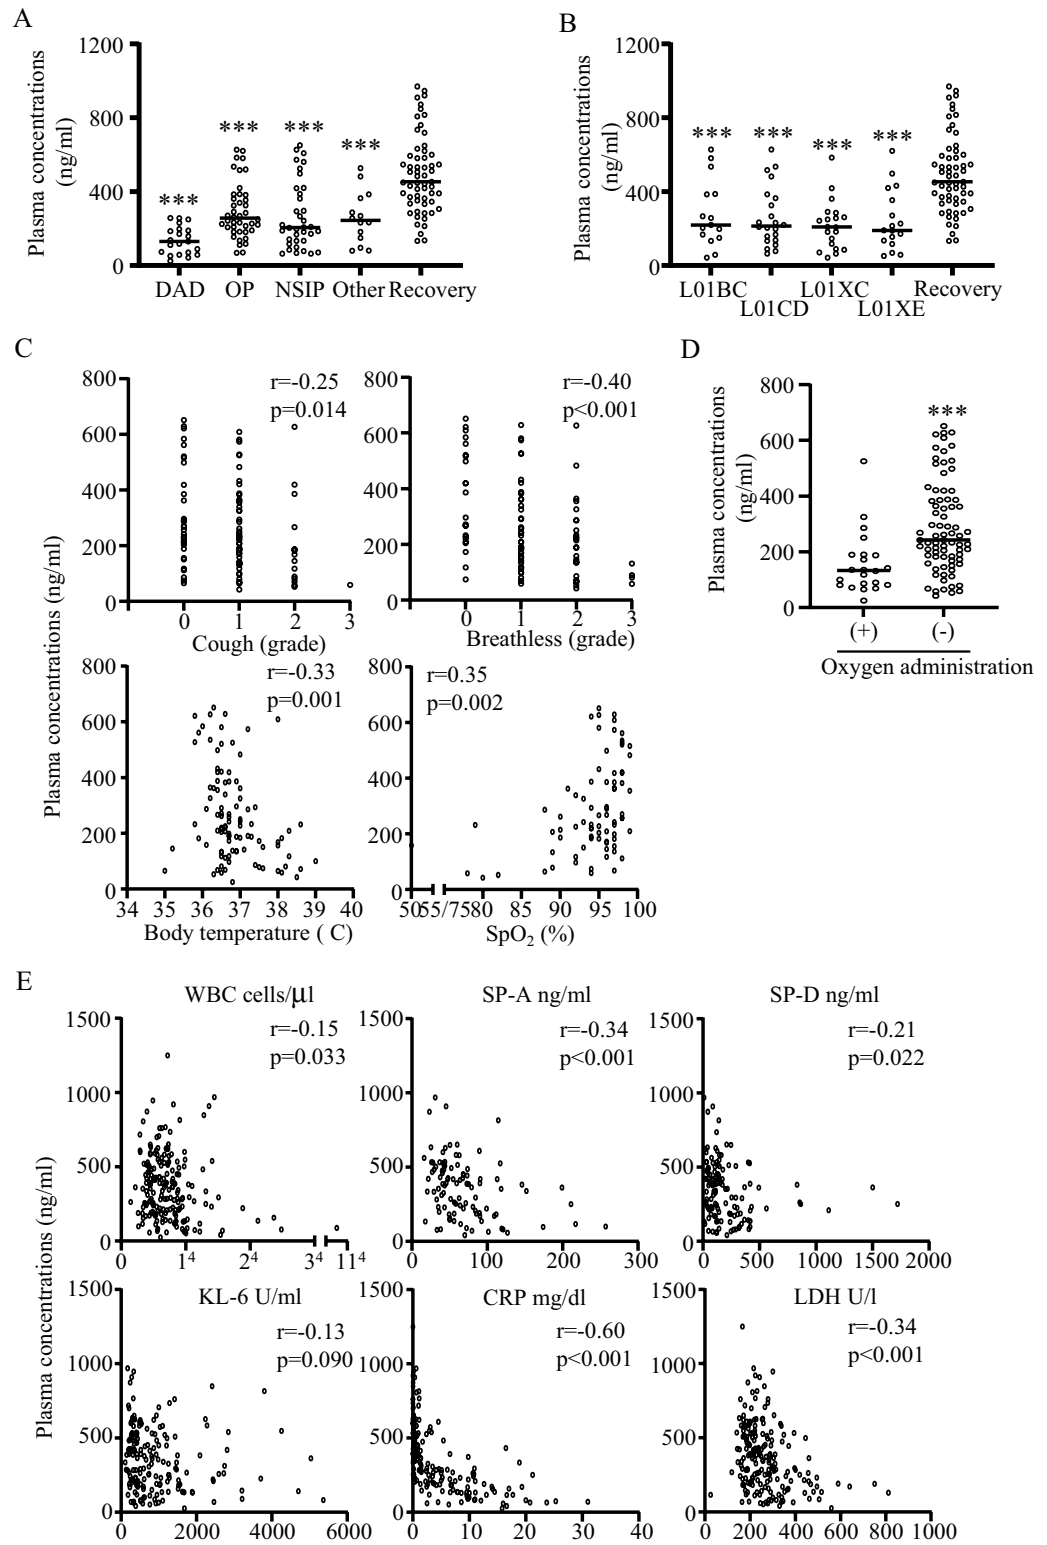 A
Plasma concentrations
(ng/ml)
1200
800
400
0
***
***
***
***
DAD OP NSIP Other Recovery
B
Plasma concentrations
(ng/ml)
1200
800
400
0
***
***
***
***
L01BC L01XC Recovery
L01CD L01XE
C
Plasma concentrations (ng/ml)
800
600
400
200
0
r=-0.25
p=0.014
0 1 2 3
Cough (grade)
800
600
400
200
0
r=-0.40
p<0.001
0 1 2 3
Breathless (grade)
800
600
400
200
0
r=-0.33
p=0.001
34 35 36 37 38 39 40
Body temperature ( C)
800
600
400
200
0
r=0.35
p=0.002
50 55/75 80 85 90 95 100
SpO₂ (%)
D
Plasma concentrations
(ng/ml)
800
600
400
200
0
***
(+) (-)
Oxygen administration
E
Plasma concentrations (ng/ml)
WBC cells/μl
1500
1000
500
0
r=-0.15
p=0.033
0 1⁴ 2⁴ 3⁴ 11⁴
SP-A ng/ml
1500
1000
500
0
r=-0.34
p<0.001
0 100 200 300
SP-D ng/ml
1500
1000
500
0
r=-0.21
p=0.022
0 500 1000 1500 2000
KL-6 U/ml
1500
1000
500
0
r=-0.13
p=0.090
0 2000 4000 6000
CRP mg/dl
1500
1000
500
0
r=-0.60
p<0.001
0 10 20 30 40
LDH U/l
1500
1000
500
0
r=-0.34
p<0.001
0 200 400 600 800 1000